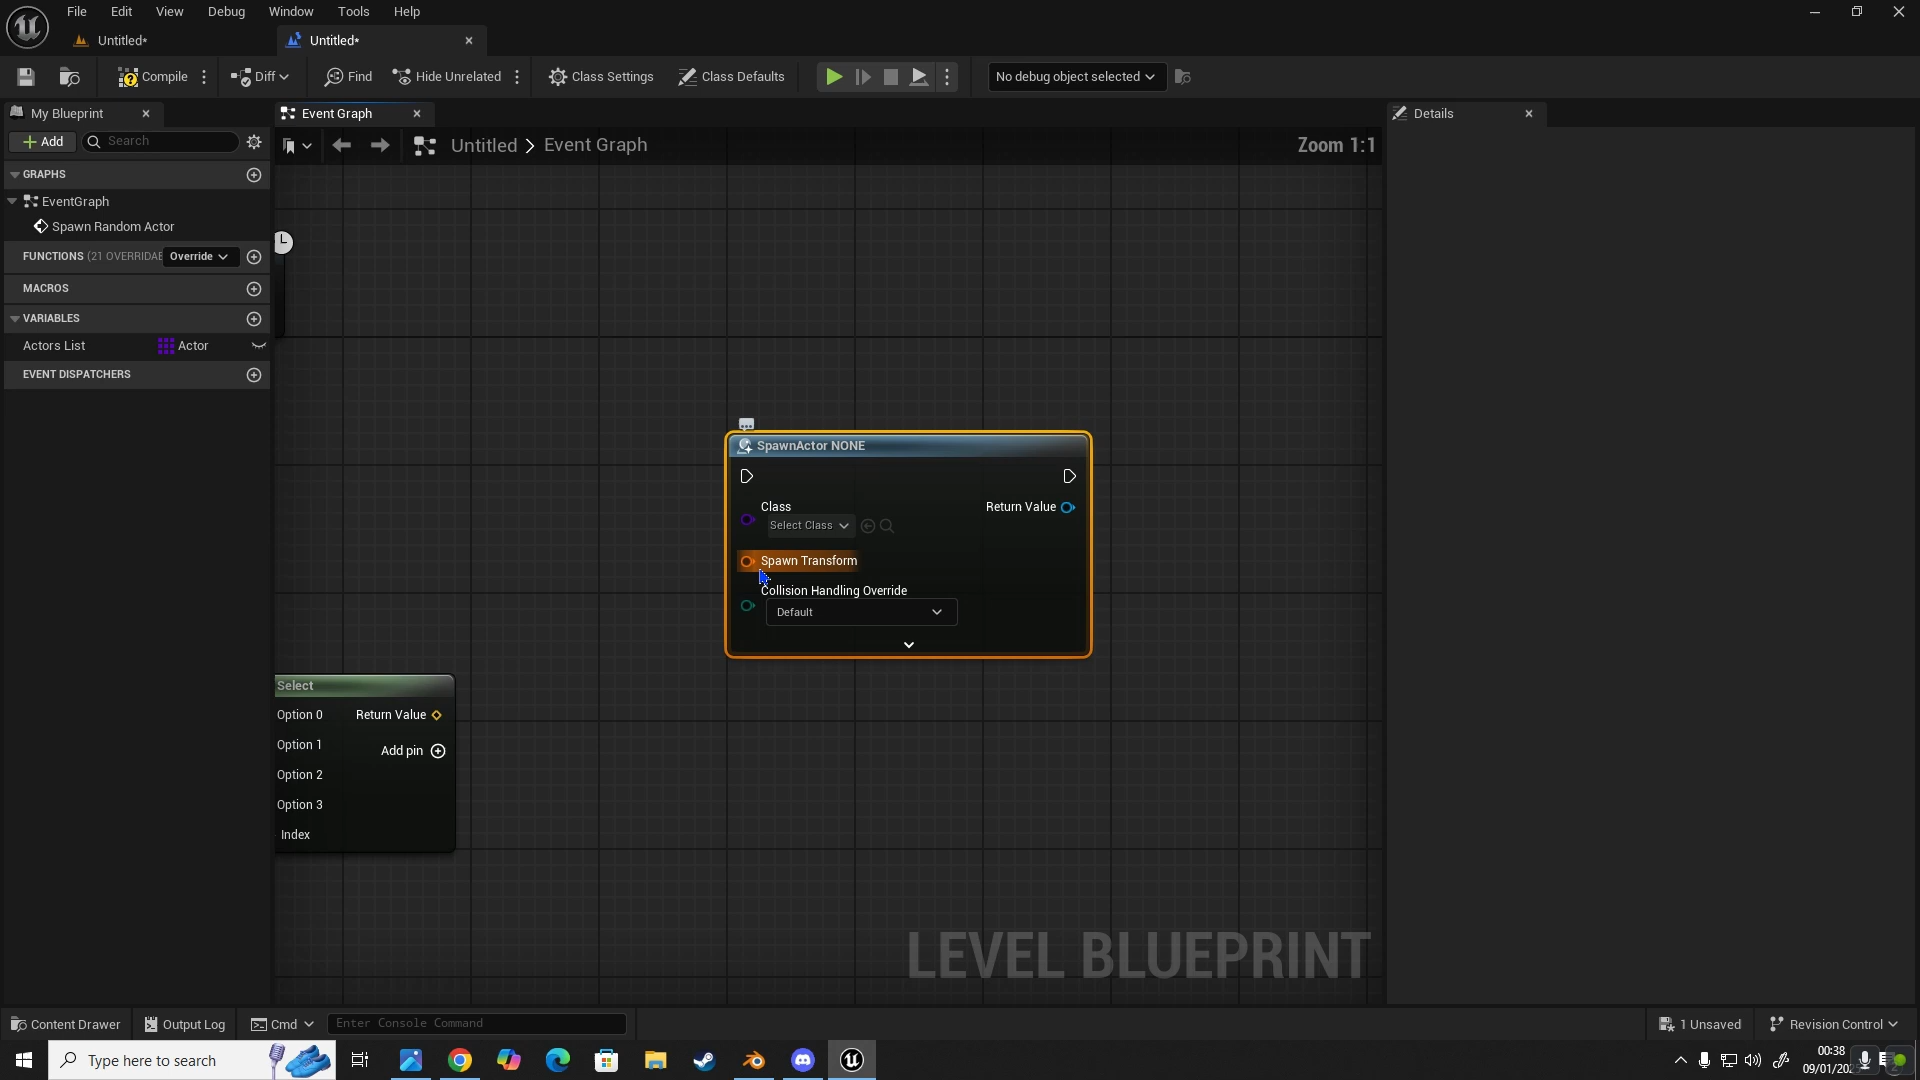 File Edit View Debug Window Tools Help
Untitled*
Untitled*
Compile
Diff
Find
Hide Unrelated
Class Settings
Class Defaults
No debug object selected
My Blueprint
Event Graph
Details
Add
Search
Untitled > Event Graph
Zoom 1:1
GRAPHS
EventGraph
Spawn Random Actor
FUNCTIONS (21 OVERRIDAE
Override
MACROS
VARIABLES
Actors List
Actor
EVENT DISPATCHERS
SpawnActor NONE
Class
Return Value
Select Class
Spawn Transform
Collision Handling Override
Default
Select
Option 0
Return Value
Option 1
Add pin
Option 2
Option 3
Index
LEVEL BLUEPRINT
Content Drawer
Output Log
Cmd
Enter Console Command
1 Unsaved
Revision Control
Type here to search
00:38
09/01/202